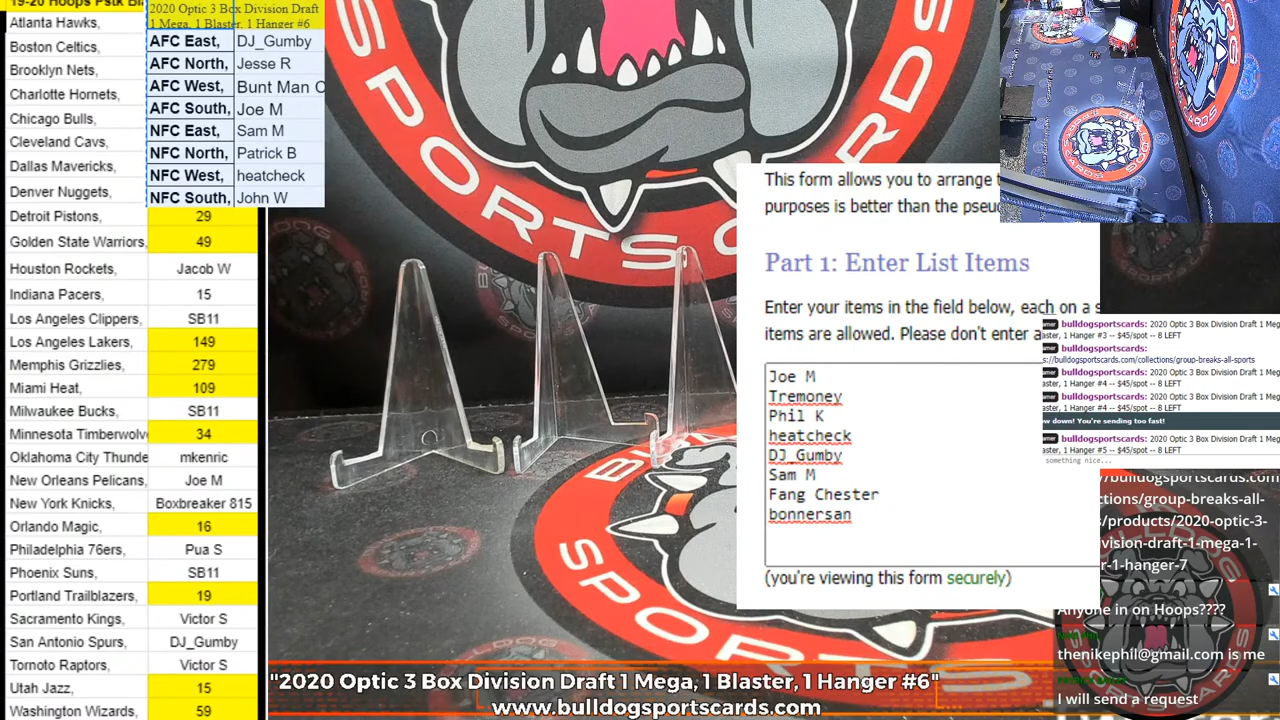 19-20 Hoops Pstk Bl
Atlanta Hawks,
Boston Celtics,
Brooklyn Nets,
Charlotte Hornets,
Chicago Bulls,
Cleveland Cavs,
Dallas Mavericks,
Denver Nuggets,
Detroit Pistons, 29
Golden State Warriors, 49
Houston Rockets, Jacob W
Indiana Pacers, 15
Los Angeles Clippers, SB11
Los Angeles Lakers, 149
Memphis Grizzlies, 279
Miami Heat, 109
Milwaukee Bucks, SB11
Minnesota Timberwolv 34
Oklahoma City Thunde mkenric
New Orleans Pelicans, Joe M
New York Knicks, Boxbreaker 815
Orlando Magic, 16
Philadelphia 76ers, Pua S
Phoenix Suns, SB11
Portland Trailblazers, 19
Sacramento Kings, Victor S
San Antonio Spurs, DJ_Gumby
Tornoto Raptors, Victor S
Utah Jazz, 15
Washington Wizards, 59
2020 Optic 3 Box Division Draft
1 Mega, 1 Blaster, 1 Hanger #6
AFC East, DJ_Gumby
AFC North, Jesse R
AFC West, Bunt Man C
AFC South, Joe M
NFC East, Sam M
NFC North, Patrick B
NFC West, heatcheck
NFC South, John W
SPORTS C
SPORTS
This form allows you to arrange
purposes is better than the pseu
Part 1: Enter List Items
Enter your items in the field below, each on a s
items are allowed. Please don't enter a
Joe M
Tremoney
Phil K
heatcheck
DJ_Gumby
Sam M
Fang Chester
bonnersan
(you're viewing this form securely)
bulldogsportscards: 2020 Optic 3 Box Division Draft 1 Meg
aster, 1 Hanger #3 -- $45/spot -- 8 LEFT
bulldogsportscards:
s://bulldogsportscards.com/collections/group-breaks-all-sports
bulldogsportscards: 2020 Optic 3 Box Division Draft 1 Meg
aster, 1 Hanger #4 -- $45/spot -- 8 LEFT
bulldogsportscards: 2020 Optic 3 Box Division Draft 1 Meg
aster, 1 Hanger #4 -- $45/spot -- 8 LEFT
ow down! You're sending too fast!
bulldogsportscards: 2020 Optic 3 Box Division Draft 1 Meg
aster, 1 Hanger #5 -- $45/spot -- 8 LEFT
something nice...
//bulldogsportscards.com
ctions/group-breaks-all-
s/products/2020-optic-3-
vision-draft-1-mega-1-
r-1-hanger-7
Anyone in on Hoops????
thenikephil@gmail.com is me
I will send a request
"2020 Optic 3 Box Division Draft 1 Mega, 1 Blaster, 1 Hanger #6"
www.bulldogsportscards.com